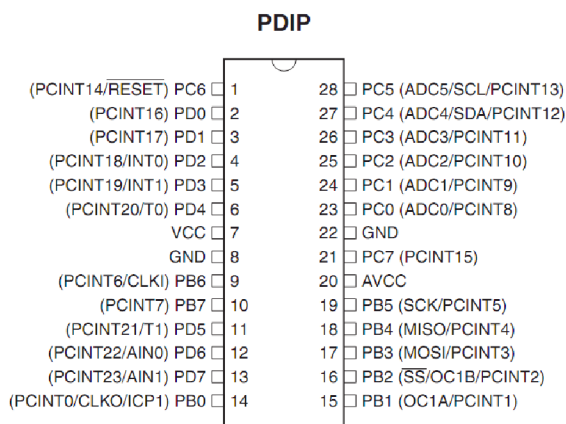 PDIP
(PCINT14/RESET) PC6 1 28 PC5 (ADC5/SCL/PCINT13)
(PCINT16) PD0 2 27 PC4 (ADC4/SDA/PCINT12)
(PCINT17) PD1 3 26 PC3 (ADC3/PCINT11)
(PCINT18/INT0) PD2 4 25 PC2 (ADC2/PCINT10)
(PCINT19/INT1) PD3 5 24 PC1 (ADC1/PCINT9)
(PCINT20/T0) PD4 6 23 PC0 (ADC0/PCINT8)
VCC 7 22 GND
GND 8 21 PC7 (PCINT15)
(PCINT6/CLKI) PB6 9 20 AVCC
(PCINT7) PB7 10 19 PB5 (SCK/PCINT5)
(PCINT21/T1) PD5 11 18 PB4 (MISO/PCINT4)
(PCINT22/AIN0) PD6 12 17 PB3 (MOSI/PCINT3)
(PCINT23/AIN1) PD7 13 16 PB2 (SS/OC1B/PCINT2)
(PCINT0/CLKO/ICP1) PB0 14 15 PB1 (OC1A/PCINT1)